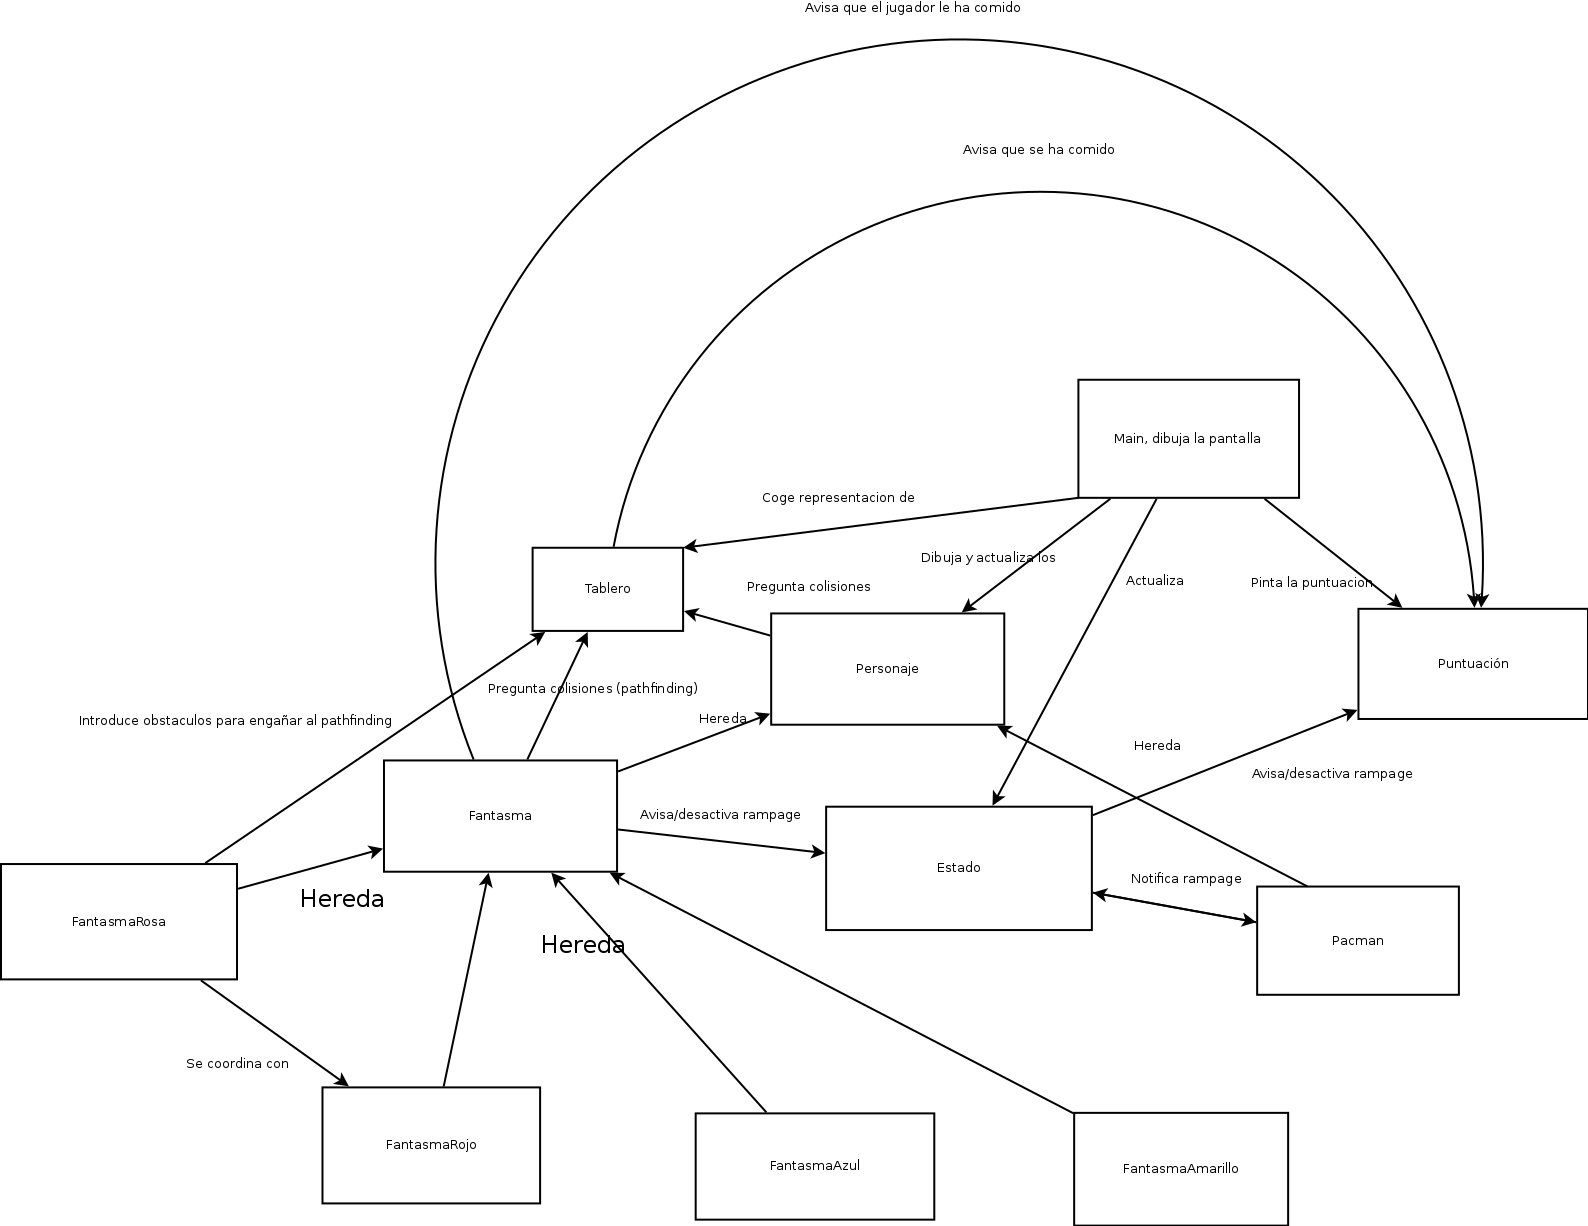 Avisa que el jugador le ha comido
Avisa que se ha comido
Main, dibuja la pantalla
Coge representacion de
Dibuja y actualiza los
Actualiza
Pinta la puntuacion
Tablero
Pregunta colisiones
Personaje
Puntuación
Pregunta colisiones (pathfinding)
Introduce obstaculos para engañar al pathfinding
Hereda
Hereda
Avisa/desactiva rampage
Fantasma
Avisa/desactiva rampage
Estado
Notifica rampage
Hereda
FantasmaRosa
Pacman
Hereda
Se coordina con
FantasmaRojo
FantasmaAzul
FantasmaAmarillo